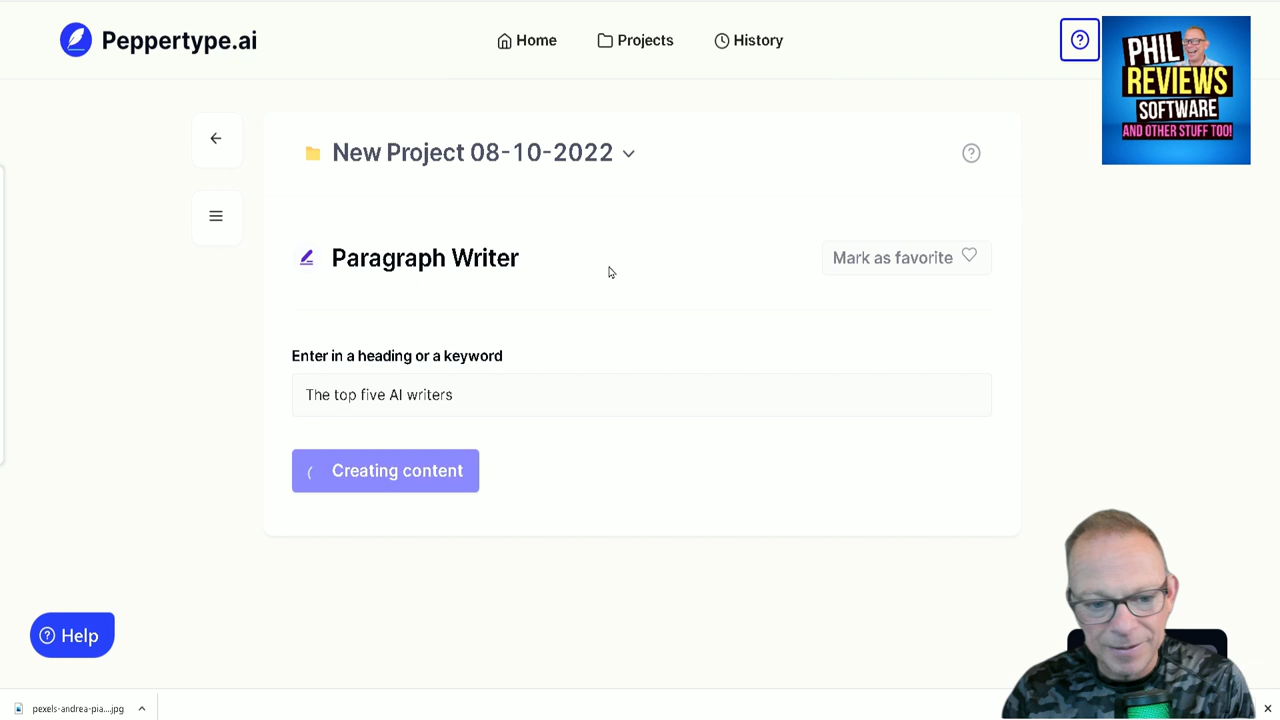 Peppertype.ai
Home
Projects
History
PHIL
REVIEWS
SOFTWARE
AND OTHER STUFF TOO!
New Project 08-10-2022
Paragraph Writer
Mark as favorite
Enter in a heading or a keyword
The top five AI writers
Creating content
Help
pexels-andrea-pia....jpg